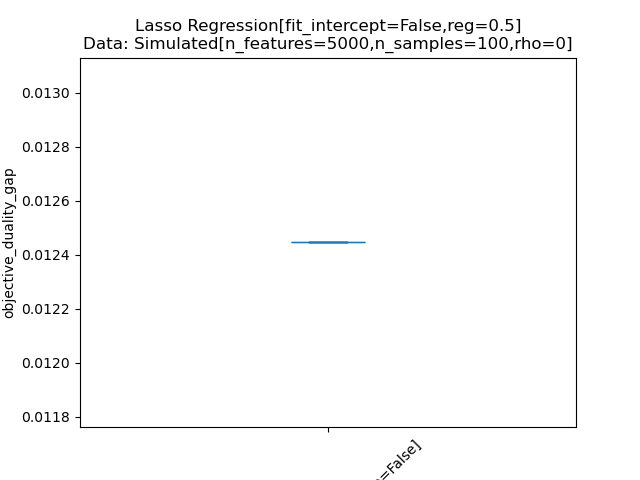 Lasso Regression[fit_intercept=False,reg=0.5]
Data: Simulated[n_features=5000,n_samples=100,rho=0]
0.0130
0.0128
0.0126
0.0124
0.0122
0.0120
0.0118
objective_duality_gap
=False]